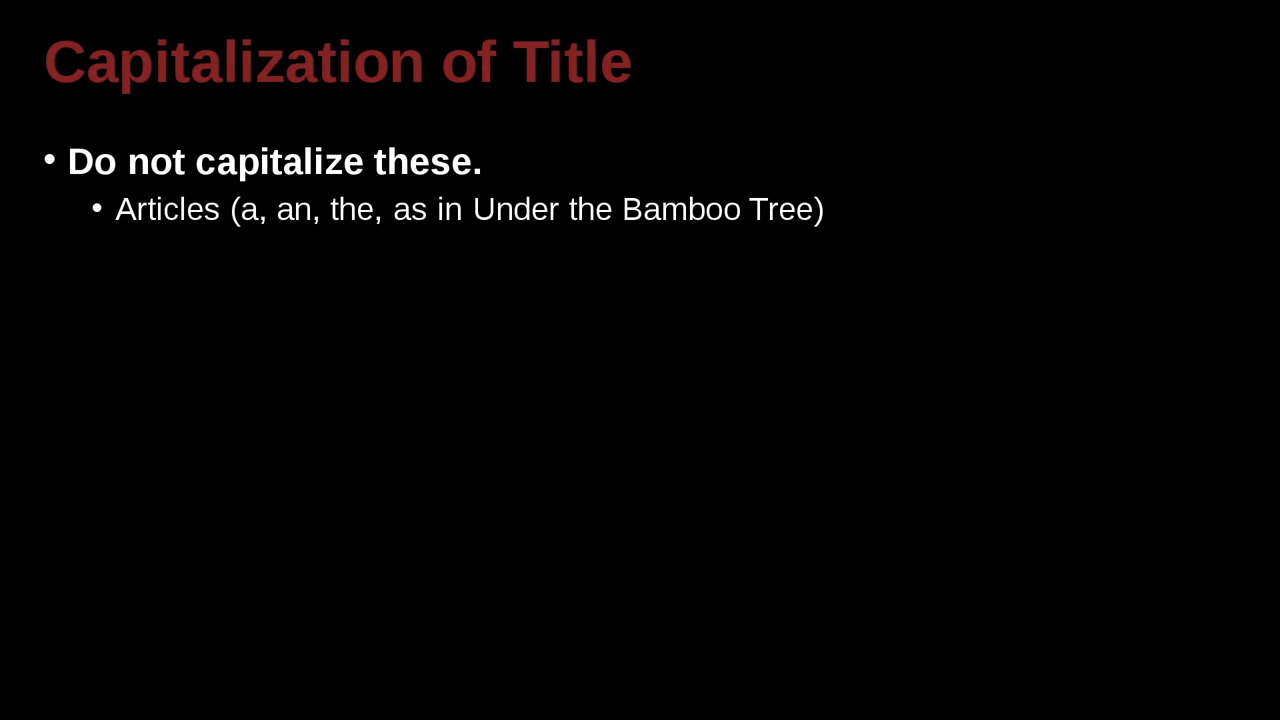 Capitalization of Title
• Do not capitalize these.
• Articles (a, an, the, as in Under the Bamboo Tree)